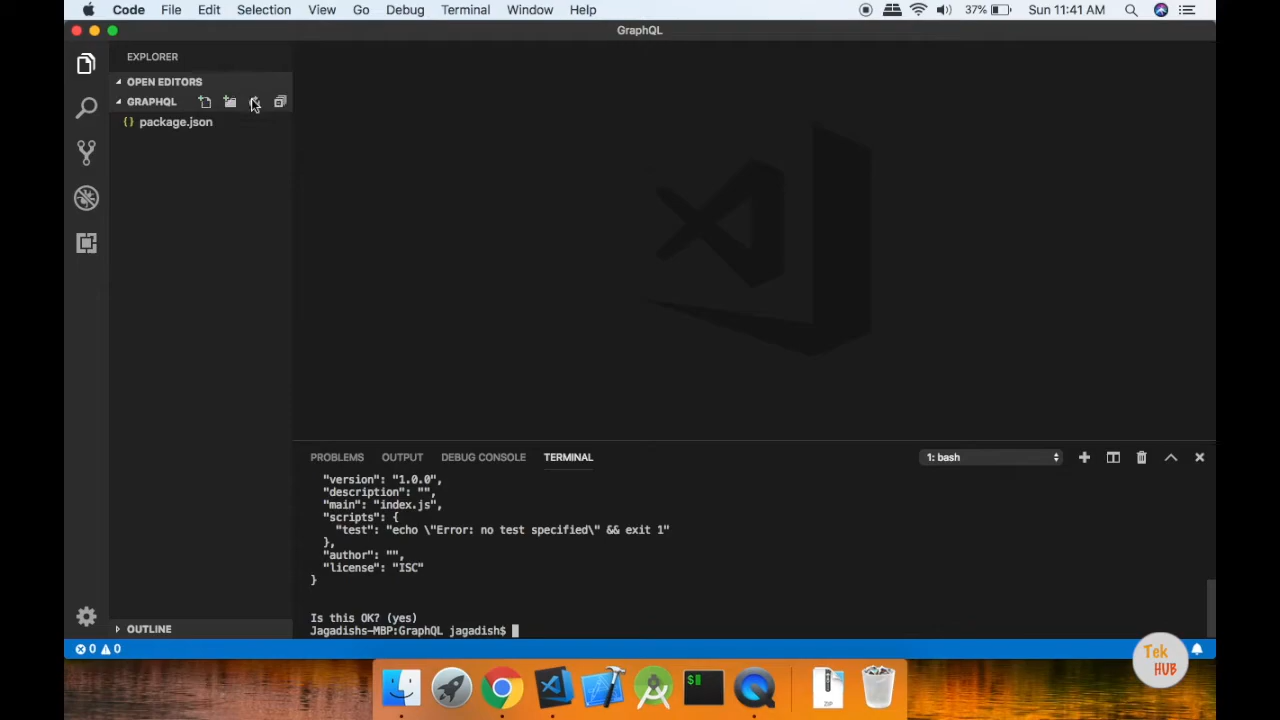 Code File Edit Selection View Go Debug Terminal Window Help 37% Sun 11:41 AM
GraphQL
EXPLORER
OPEN EDITORS
GRAPHQL
{} package.json
PROBLEMS OUTPUT DEBUG CONSOLE TERMINAL 1: bash
"version": "1.0.0",
"description": "",
"main": "index.js",
"scripts": {
"test": "echo \"Error: no test specified\" && exit 1"
},
"author": "",
"license": "ISC"
}
Is this OK? (yes)
Jagadishs-MBP:GraphQL jagadish$
OUTLINE
0 0
Tek
HUB
$
ZIP